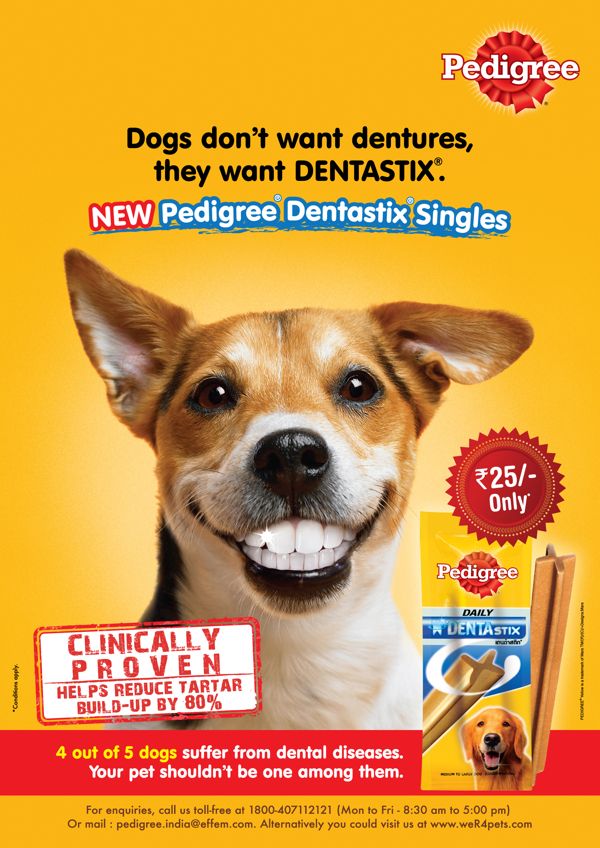 Pedigree®
Dogs don't want dentures,
they want DENTASTIX®.
NEW Pedigree® Dentastix® Singles
₹25/-
Only*
Pedigree
DAILY
DENTASTIX
CLINICALLY
PROVEN
HELPS REDUCE TARTAR
BUILD-UP BY 80%
*Conditions apply.
4 out of 5 dogs suffer from dental diseases.
Your pet shouldn't be one among them.
For enquiries, call us toll-free at 1800-407112121 (Mon to Fri - 8:30 am to 5:00 pm)
Or mail : pedigree.india@effem.com. Alternatively you could visit us at www.weR4pets.com